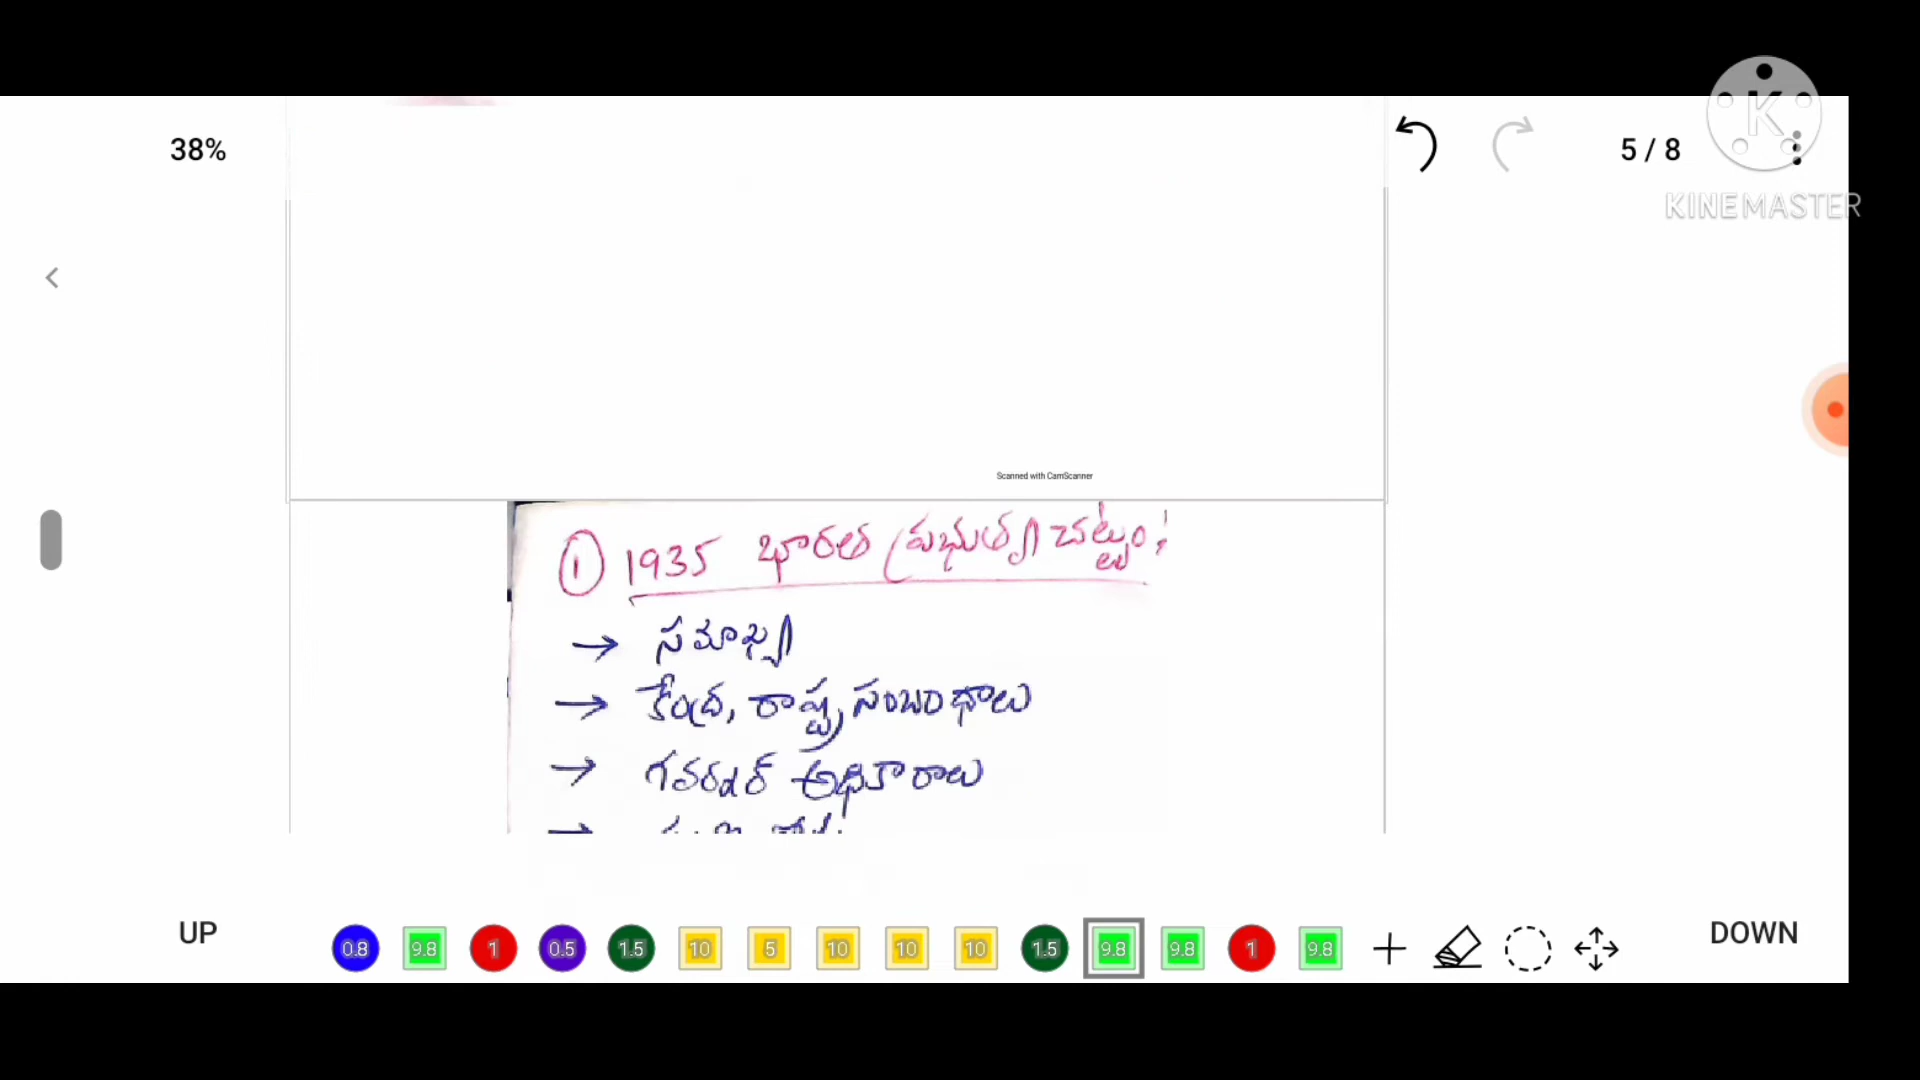 38%
5 / 8
KINEMASTER
Scanned with CamScanner
① 1935 భారత ప్రభుత్వ చట్టం:
→ సమాఖ్య
→ కేంద్ర, రాష్ట్ర సంబంధాలు
→ గవర్నర్ అధికారాలు
UP
0.8 9.8 1 0.5 1.5 10 5 10 10 10 1.5 9.8 9.8 1 9.8
DOWN